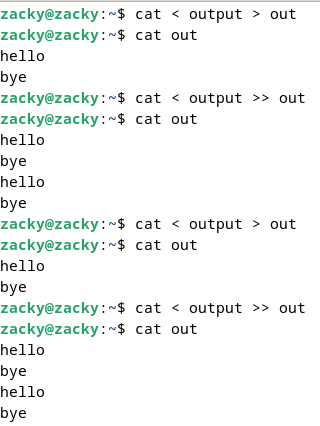 zacky@zacky:~$ cat < output > out
zacky@zacky:~$ cat out
hello
bye
zacky@zacky:~$ cat < output >> out
zacky@zacky:~$ cat out
hello
bye
hello
bye
zacky@zacky:~$ cat < output > out
zacky@zacky:~$ cat out
hello
bye
zacky@zacky:~$ cat < output >> out
zacky@zacky:~$ cat out
hello
bye
hello
bye